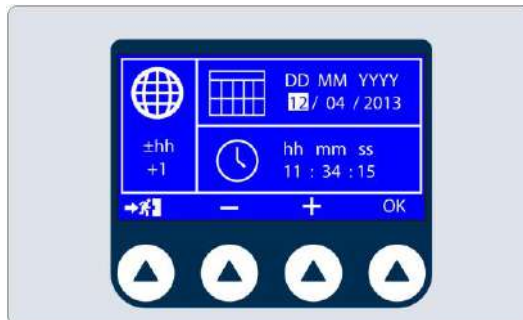 DD MM YYYY
12 / 04 / 2013
±hh
+1
hh mm ss
11 : 34 : 15
− + OK